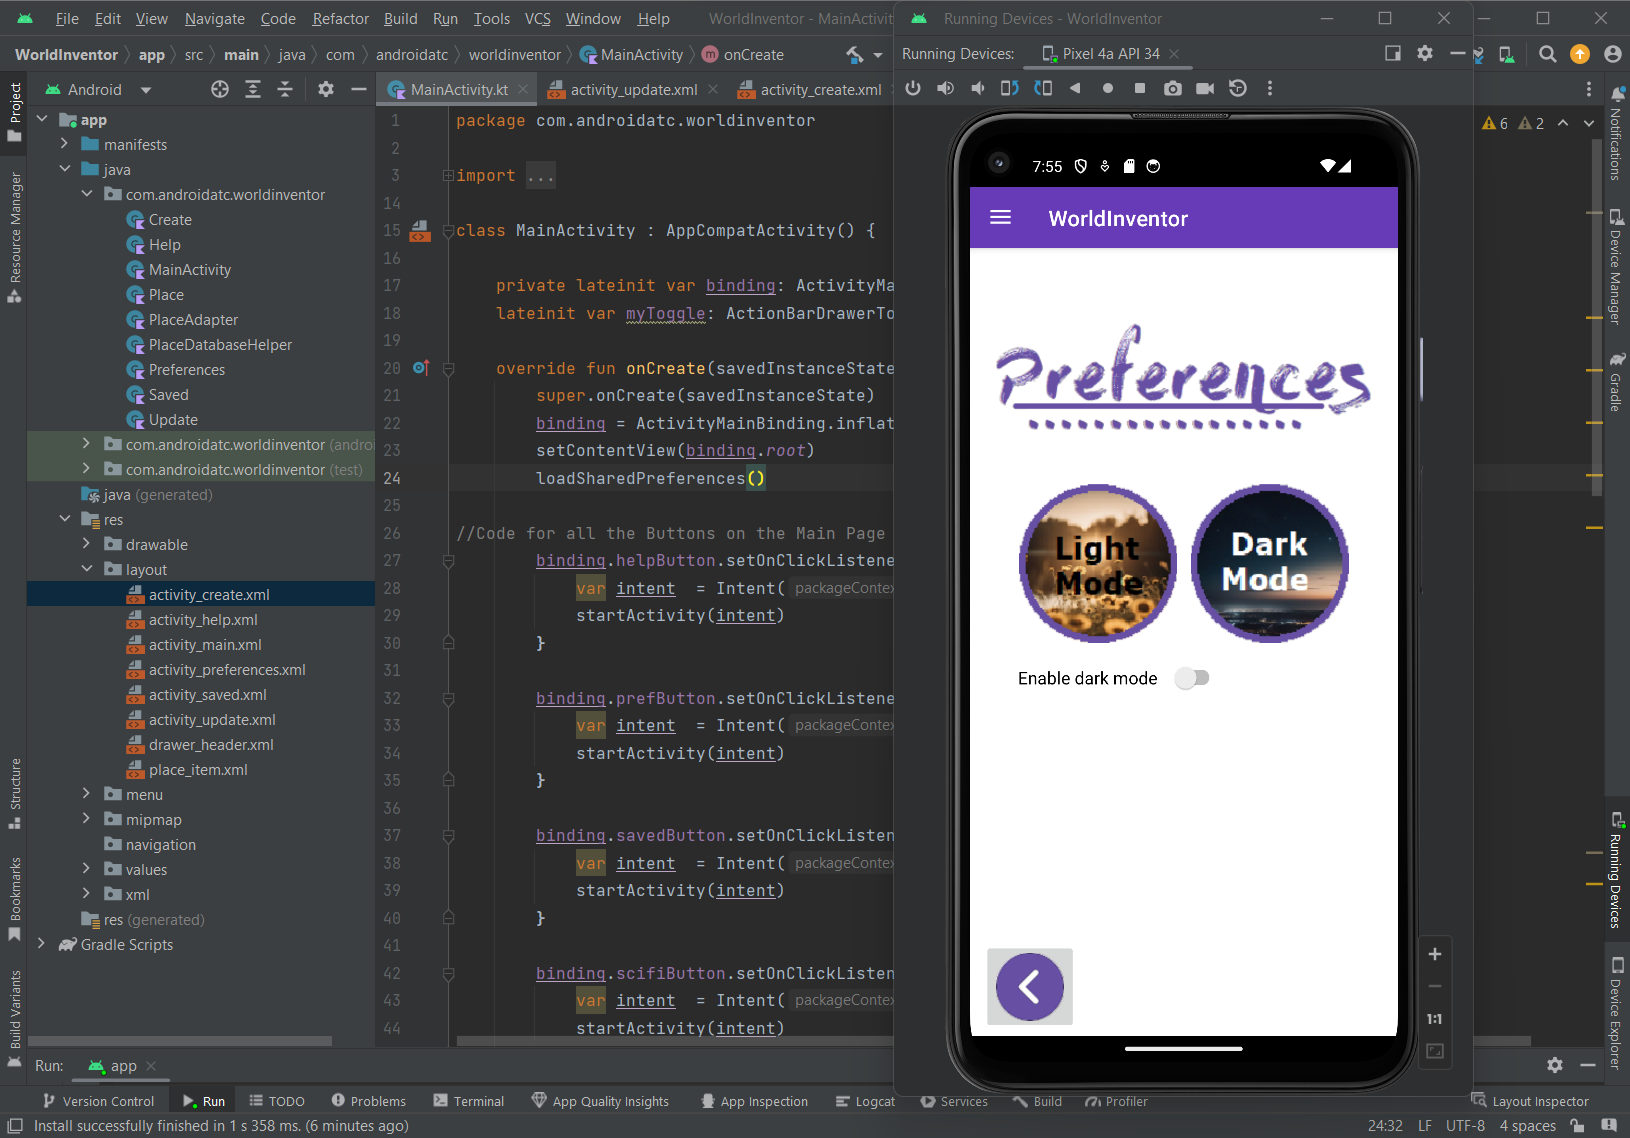 File Edit View Navigate Code Refactor Build Run Tools VCS Window Help WorldInventor - MainActivit
Running Devices - WorldInventor
WorldInventor app src main java com androidatc worldinventor MainActivity onCreate
Running Devices: Pixel 4a API 34
Android
MainActivity.kt activity_update.xml activity_create.xml
6 2
Project
Resource Manager
Structure
Bookmarks
Build Variants
app
manifests
java
com.androidatc.worldinventor
Create
Help
MainActivity
Place
PlaceAdapter
PlaceDatabaseHelper
Preferences
Saved
Update
com.androidatc.worldinventor (andro
com.androidatc.worldinventor (test)
java (generated)
res
drawable
layout
activity_create.xml
activity_help.xml
activity_main.xml
activity_preferences.xml
activity_saved.xml
activity_update.xml
drawer_header.xml
place_item.xml
menu
mipmap
navigation
values
xml
res (generated)
Gradle Scripts
1 package com.androidatc.worldinventor
2
3 import ...
14
15 class MainActivity : AppCompatActivity() {
16
17 private lateinit var binding: ActivityMa
18 lateinit var myToggle: ActionBarDrawerTo
19
20 override fun onCreate(savedInstanceState
21 super.onCreate(savedInstanceState)
22 binding = ActivityMainBinding.inflat
23 setContentView(binding.root)
24 loadSharedPreferences()
25
26 //Code for all the Buttons on the Main Page
27 binding.helpButton.setOnClickListene
28 var intent = Intent( packageContex
29 startActivity(intent)
30 }
31
32 binding.prefButton.setOnClickListene
33 var intent = Intent( packageContex
34 startActivity(intent)
35 }
36
37 binding.savedButton.setOnClickListen
38 var intent = Intent( packageContex
39 startActivity(intent)
40 }
41
42 binding.scifiButton.setOnClickListen
43 var intent = Intent( packageContex
44 startActivity(intent)
7:55
WorldInventor
Preferences
Light Mode
Dark Mode
Enable dark mode
1:1
Notifications
Device Manager
Gradle
Running Devices
Device Explorer
Run: app
Version Control Run TODO Problems Terminal App Quality Insights App Inspection Logcat Services Build Profiler Layout Inspector
Install successfully finished in 1 s 358 ms. (6 minutes ago) 24:32 LF UTF-8 4 spaces